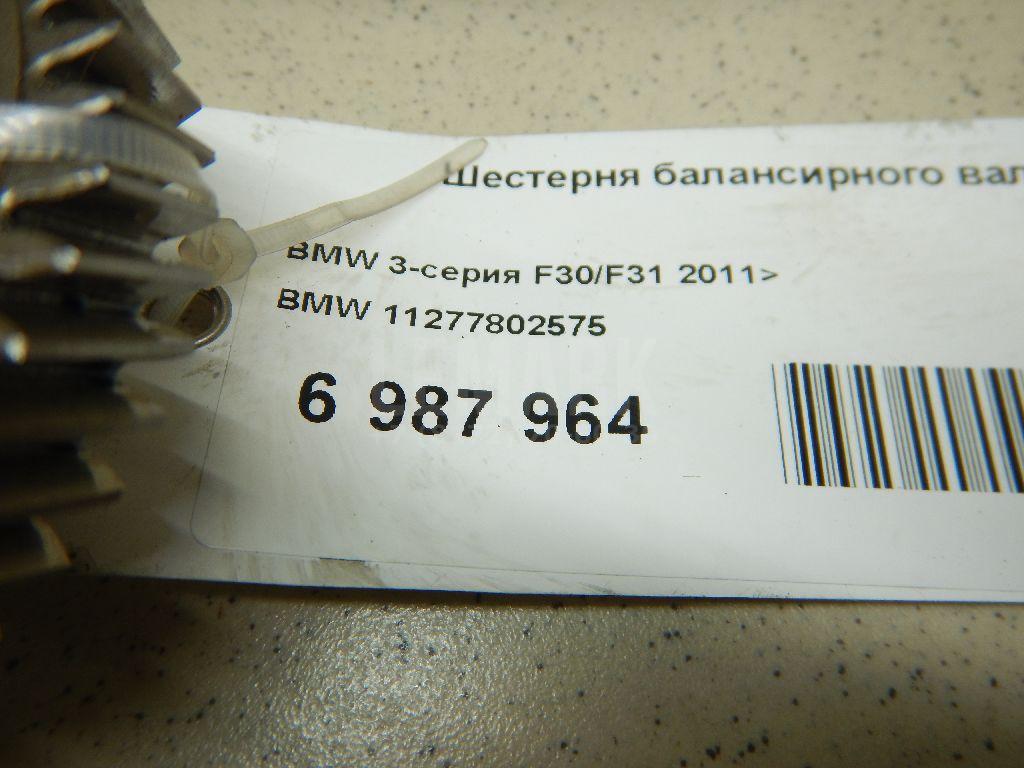 Шестерня балансирного вал
BMW 3-серия F30/F31 2011>
BMW 11277802575
6 987 964